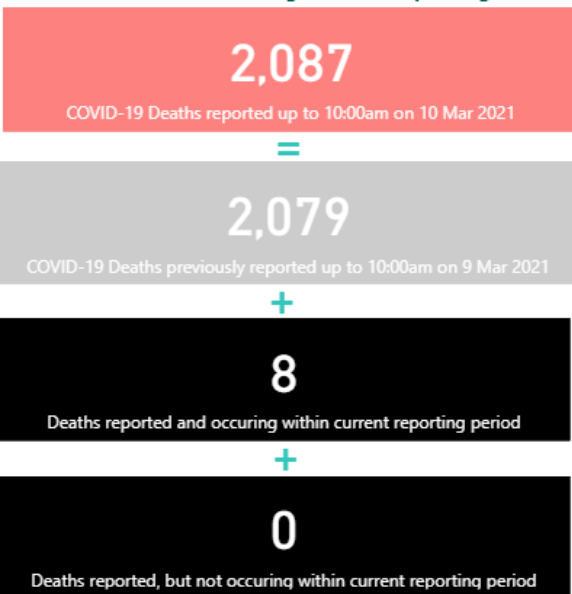 2,087
COVID-19 Deaths reported up to 10:00am on 10 Mar 2021
=
2,079
COVID-19 Deaths previously reported up to 10:00am on 9 Mar 2021
+
8
Deaths reported and occuring within current reporting period
+
0
Deaths reported, but not occuring within current reporting period